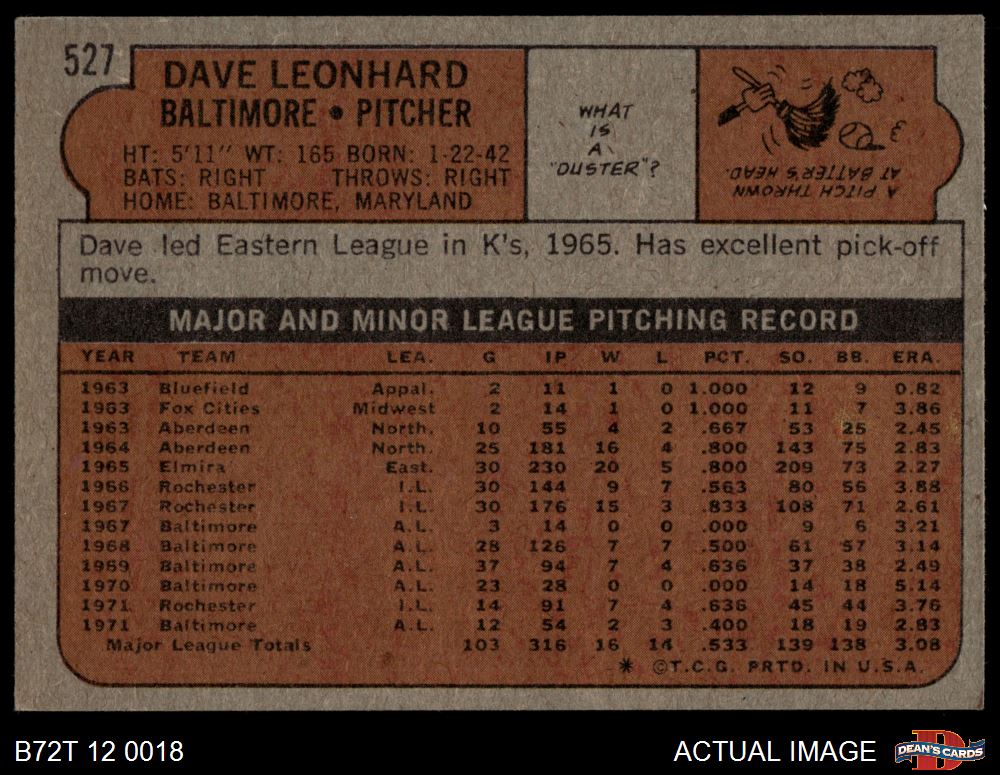 527
DAVE LEONHARD
BALTIMORE • PITCHER
HT: 5'11" WT: 165 BORN: 1-22-42
BATS: RIGHT THROWS: RIGHT
HOME: BALTIMORE, MARYLAND
WHAT
IS
A
"DUSTER"?
A PITCH THROWN
AT BATTER'S HEAD.
Dave led Eastern League in K's, 1965. Has excellent pick-off
move.
MAJOR AND MINOR LEAGUE PITCHING RECORD
YEAR TEAM LEA. G IP W L PCT. SO. BB. ERA.
1963 Bluefield Appal. 2 11 1 0 1.000 12 9 0.82
1963 Fox Cities Midwest 2 14 1 0 1.000 11 7 3.86
1963 Aberdeen North. 10 55 4 2 .667 53 25 2.45
1964 Aberdeen North. 25 181 16 4 .800 143 75 2.83
1965 Elmira East. 30 230 20 5 .800 209 73 2.27
1966 Rochester I.L. 30 144 9 7 .563 80 56 3.88
1967 Rochester I.L. 30 176 15 3 .833 108 71 2.61
1967 Baltimore A.L. 3 14 0 0 .000 9 6 3.21
1968 Baltimore A.L. 28 126 7 7 .500 61 57 3.14
1969 Baltimore A.L. 37 94 7 4 .636 37 38 2.49
1970 Baltimore A.L. 23 28 0 0 .000 14 18 5.14
1971 Rochester I.L. 14 91 7 4 .636 45 44 3.76
1971 Baltimore A.L. 12 54 2 3 .400 18 19 2.83
Major League Totals 103 316 16 14 .533 139 138 3.08
* ©T.C.G. PRTD. IN U.S.A.
B72T 12 0018
ACTUAL IMAGE
DEAN'S CARDS